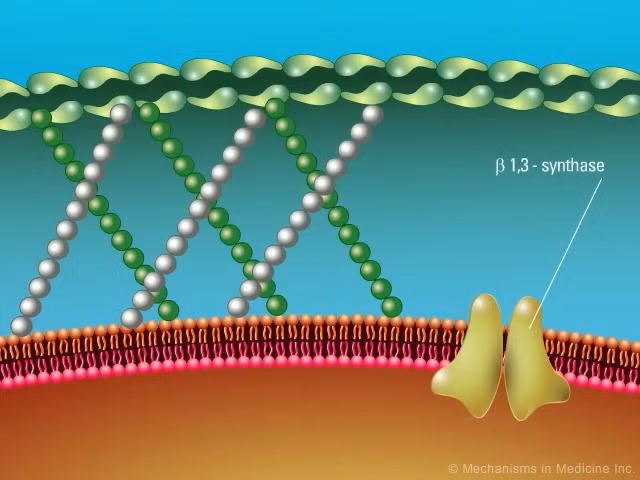 β 1,3 - synthase
© Mechanisms in Medicine Inc.